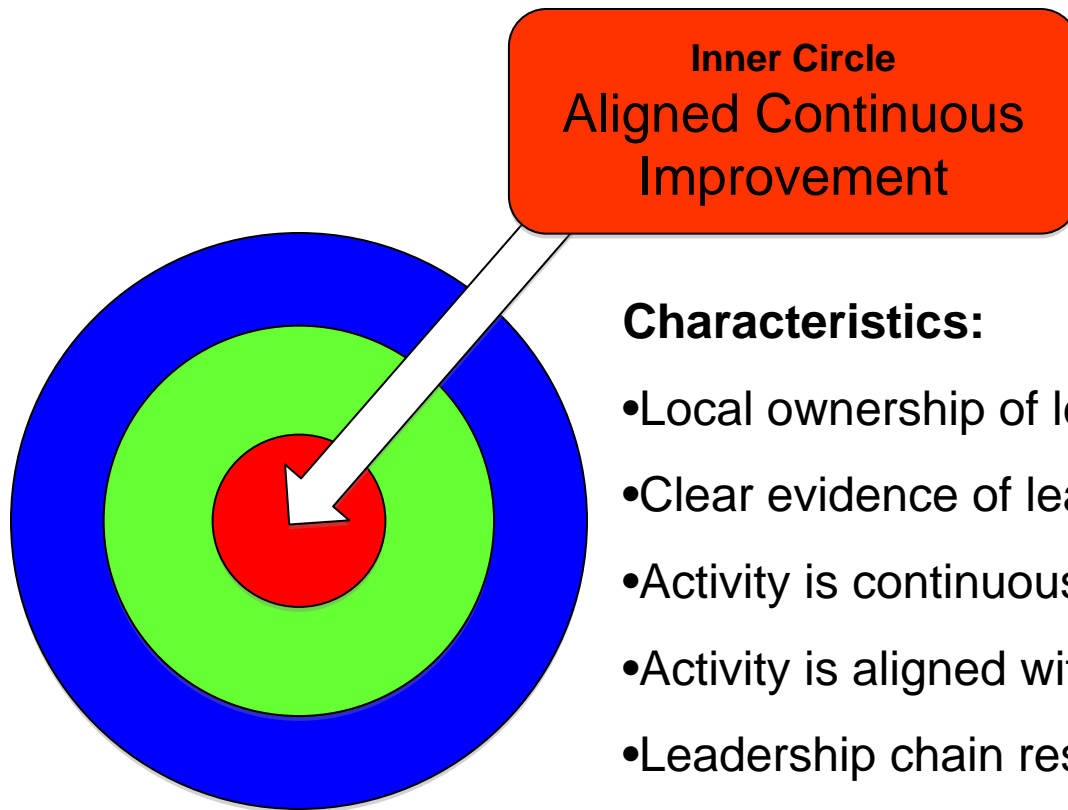 Inner Circle
Aligned Continuous
Improvement
Characteristics:
•Local ownership of
•Clear evidence of
•Activity is continuous
•Activity is aligned
•Leadership chain